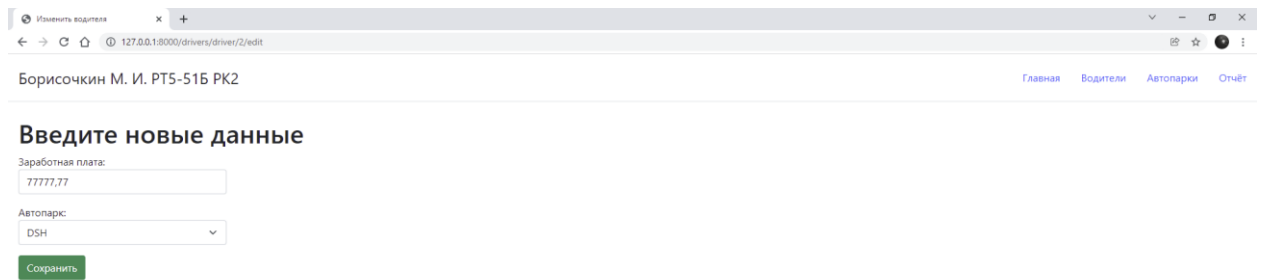 Изменить водителя
127.0.0.1:8000/drivers/driver/2/edit
Борисочкин М. И. РТ5-51Б РК2
Главная Водители Автопарки Отчёт
Введите новые данные
Заработная плата:
77777,77
Автопарк:
DSH
Сохранить